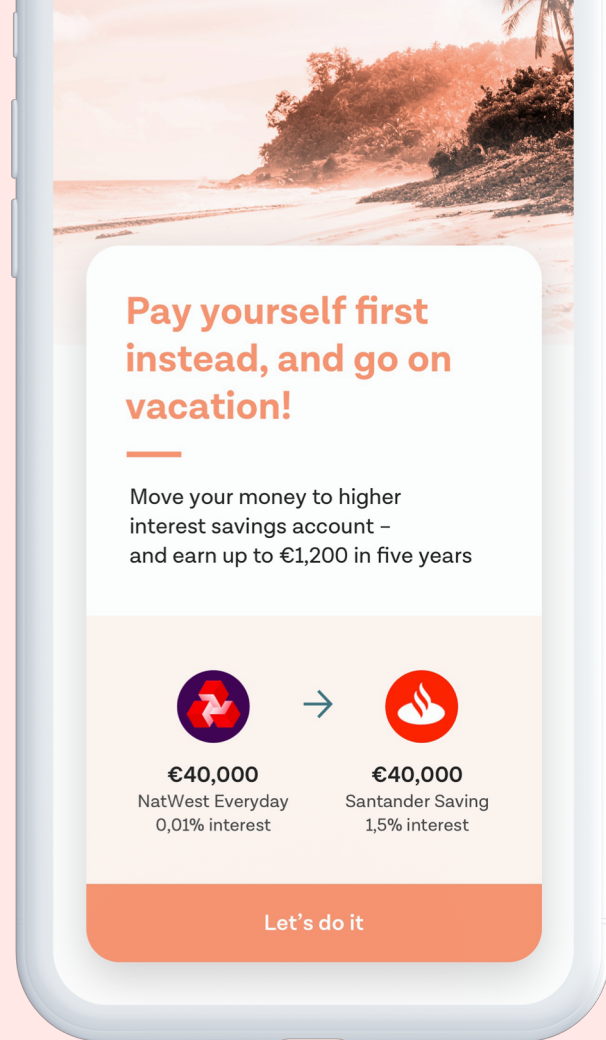 Pay yourself first
instead, and go on
vacation!
Move your money to higher
interest savings account –
and earn up to €1,200 in five years
€40,000
NatWest Everyday
0,01% interest
€40,000
Santander Saving
1,5% interest
Let’s do it